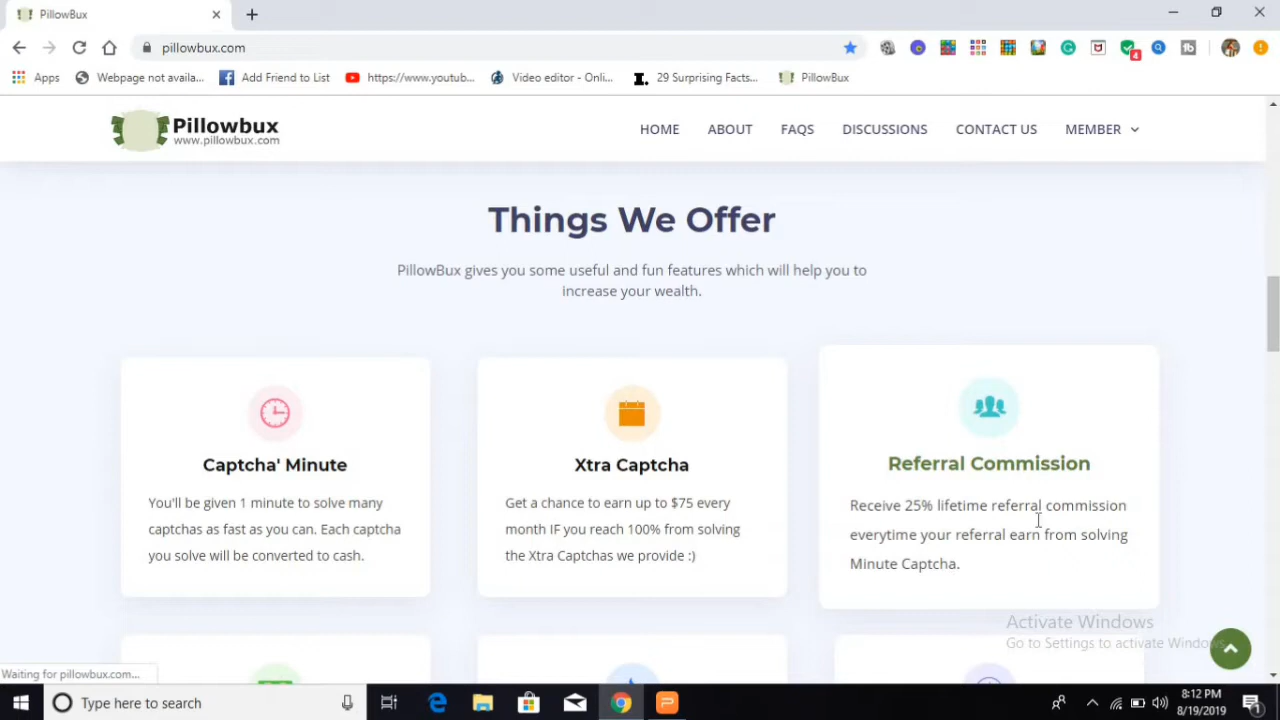 PillowBux
pillowbux.com
4
Apps
Webpage not availa...
Add Friend to List
https://www.youtub...
Video editor - Onli...
I.
29 Surprising Facts...
PillowBux
Pillowbux
www.pillowbux.com
HOME
ABOUT
FAQS
DISCUSSIONS
CONTACT US
MEMBER
Things We Offer
PillowBux gives you some useful and fun features which will help you to
increase your wealth.
Captcha' Minute
You'll be given 1 minute to solve many
captchas as fast as you can. Each captcha
you solve will be converted to cash.
Xtra Captcha
Get a chance to earn up to $75 every
month IF you reach 100% from solving
the Xtra Captchas we provide :)
Referral Commission
Receive 25% lifetime referral commission
everytime your referral earn from solving
Minute Captcha.
Activate Windows
Go to Settings to activate Windows.
Waiting for pillowbux.com...
Type here to search
8:12 PM
8/19/2019
1